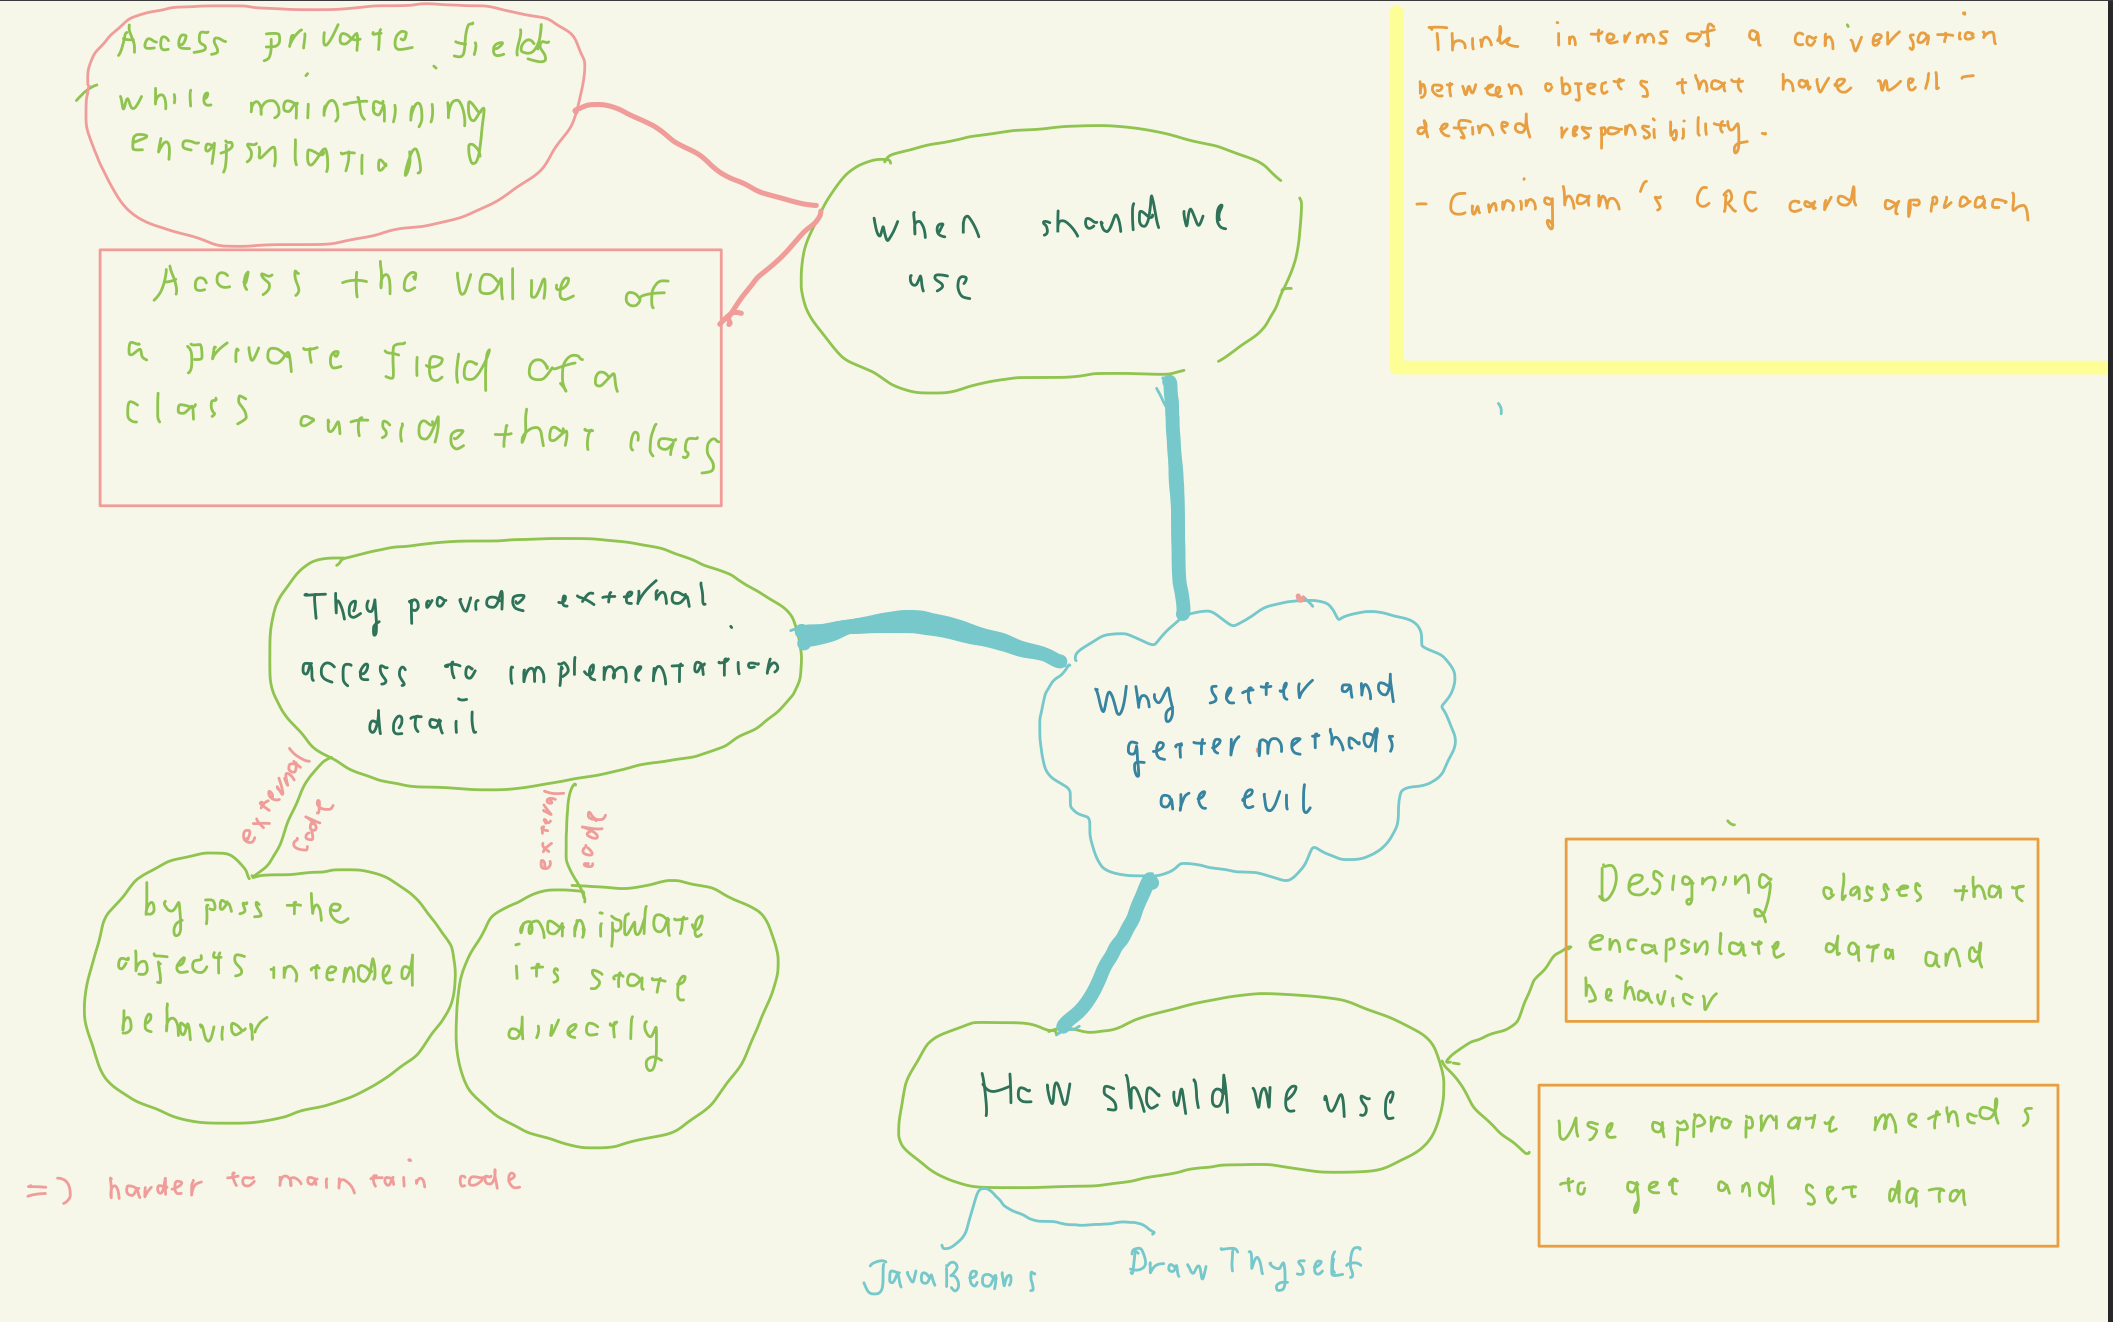 Access private fields
while maintaining
encapsulation
Access the value of
a private field of a
class outside that class
When should we
use
Think in terms of a conversation
between objects that have well-
defined responsibility.
- Cunningham's CRC card approach
They provide external
access to implementation
detail
external
code
external
code
by pass the
objects intended
behavior
manipulate
its state
directly
=) harder to maintain code
Why setter and
getter methods
are evil
How should we use
JavaBeans
Draw Thyself
Designing classes that
encapsulate data and
behavior
Use appropriate methods
to get and set data